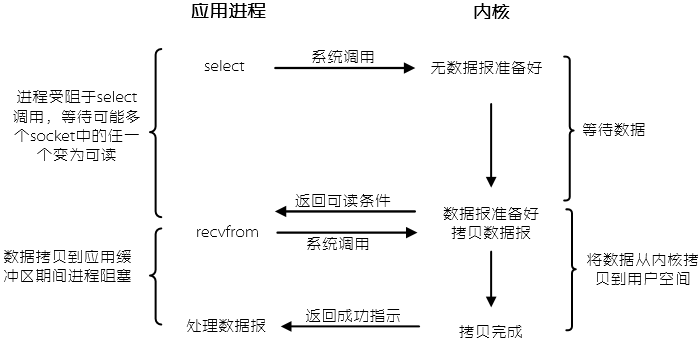 应用进程
内核
select
系统调用
无数据报准备好
进程受阻于select
调用，等待可能多
个socket中的任一
个变为可读
等待数据
返回可读条件
数据报准备好
拷贝数据报
recvfrom
系统调用
数据拷贝到应用缓
冲区期间进程阻塞
将数据从内核拷
贝到用户空间
处理数据报
返回成功指示
拷贝完成